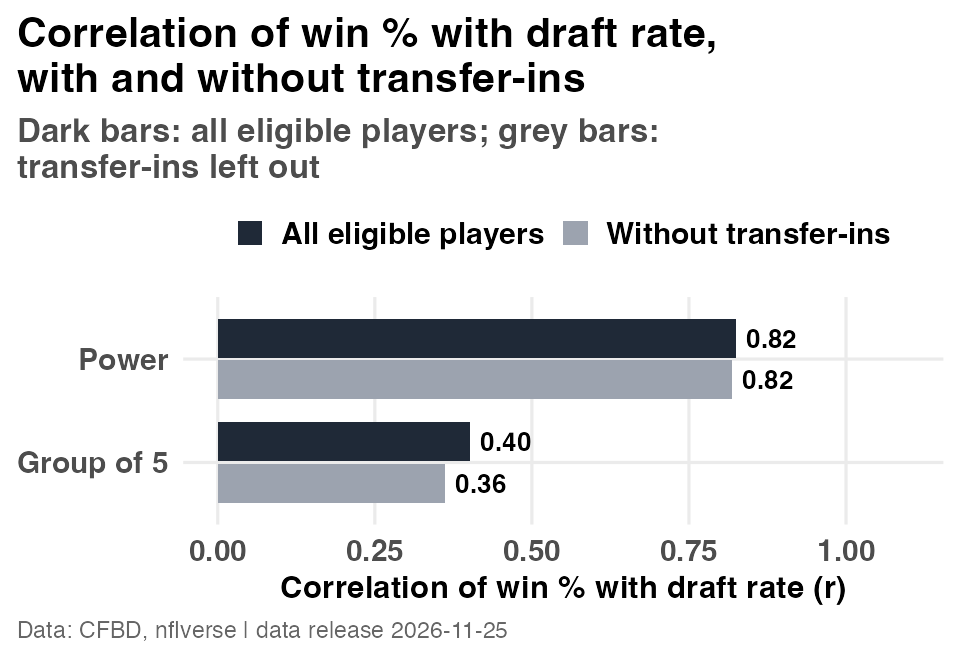 Correlation of win % with draft rate,
with and without transfer-ins
Dark bars: all eligible players; grey bars:
transfer-ins left out
All eligible players Without transfer-ins
Power
0.82
0.82
Group of 5
0.40
0.36
0.00 0.25 0.50 0.75 1.00
Correlation of win % with draft rate (r)
Data: CFBD, nflverse | data release 2026-11-25